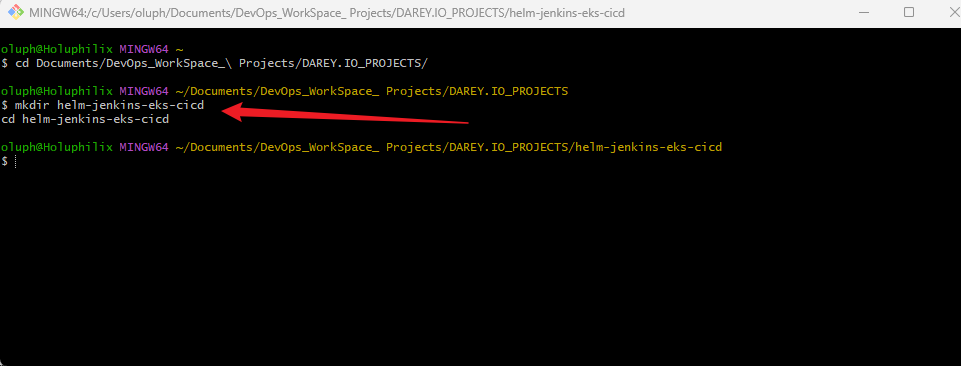 MINGW64:/c/Users/oluph/Documents/DevOps_WorkSpace_ Projects/DAREY.IO_PROJECTS/helm-jenkins-eks-cicd
oluph@Holuphilix MINGW64 ~
$ cd Documents/DevOps_WorkSpace_\ Projects/DAREY.IO_PROJECTS/
oluph@Holuphilix MINGW64 ~/Documents/DevOps_WorkSpace_ Projects/DAREY.IO_PROJECTS
$ mkdir helm-jenkins-eks-cicd
cd helm-jenkins-eks-cicd
oluph@Holuphilix MINGW64 ~/Documents/DevOps_WorkSpace_ Projects/DAREY.IO_PROJECTS/helm-jenkins-eks-cicd
$